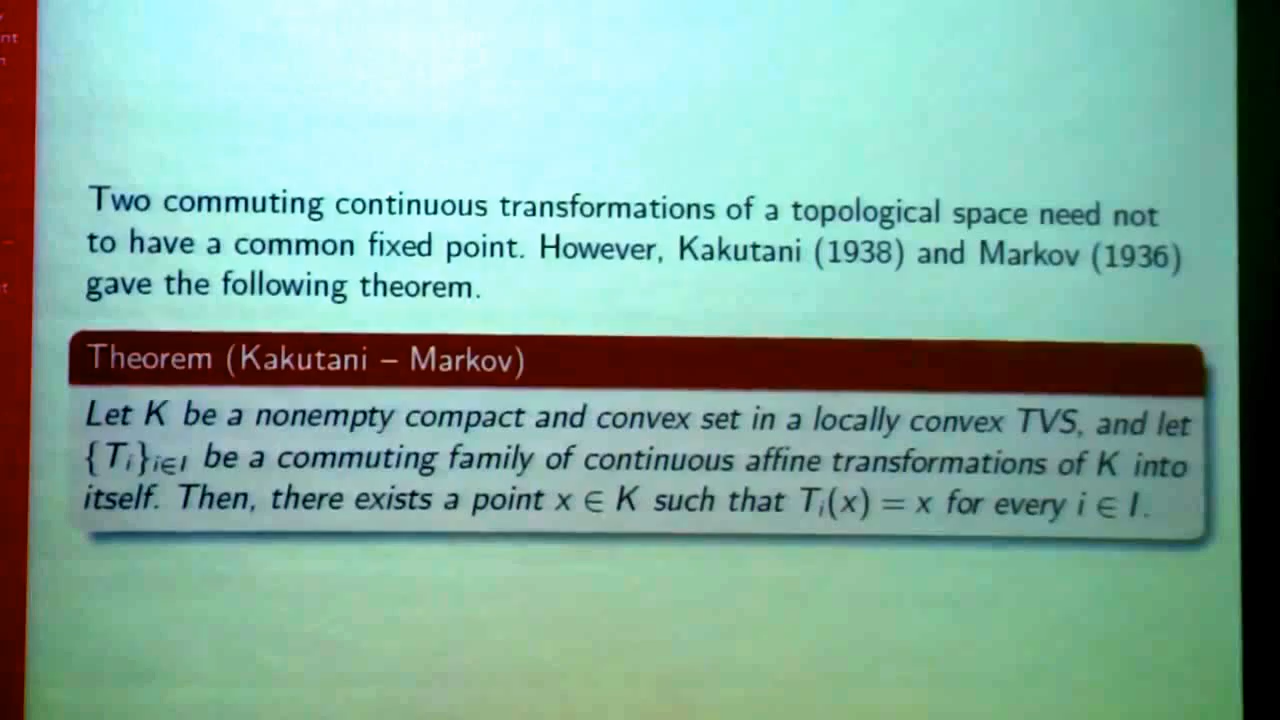 Two commuting continuous transformations of a topological space need not
to have a common fixed point. However, Kakutani (1938) and Markov (1936)
gave the following theorem.
Theorem (Kakutani – Markov)
Let K be a nonempty compact and convex set in a locally convex TVS, and let
{Tᵢ}ᵢ∈I be a commuting family of continuous affine transformations of K into
itself. Then, there exists a point x ∈ K such that Tᵢ(x) = x for every i ∈ I.